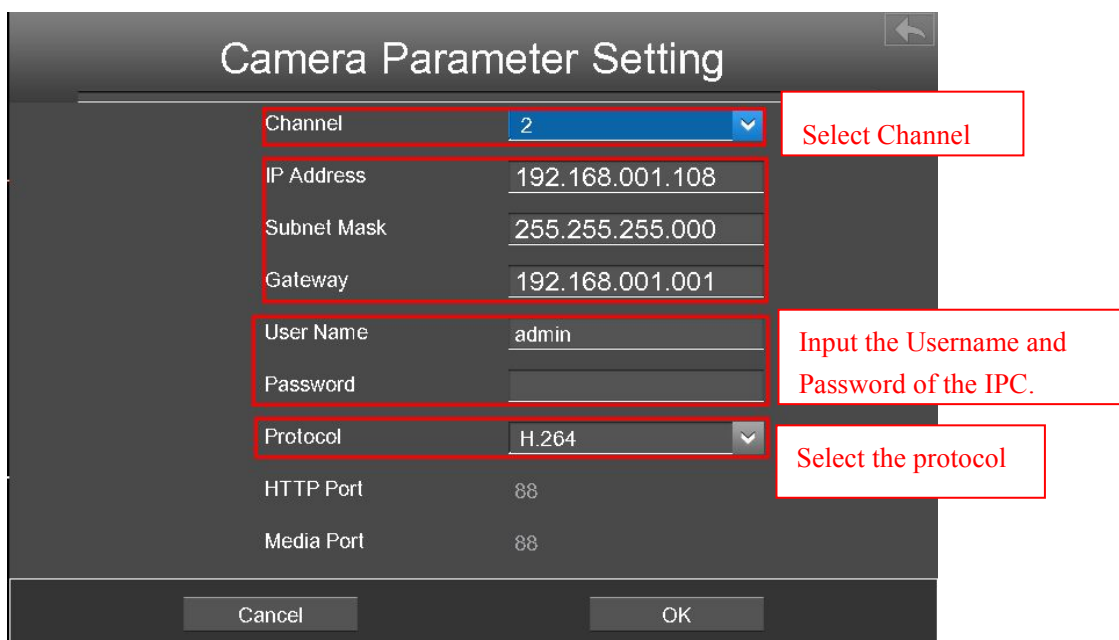 Camera Parameter Setting
Channel 2
Select Channel
IP Address 192.168.001.108
Subnet Mask 255.255.255.000
Gateway 192.168.001.001
User Name admin
Input the Username and
Password of the IPC.
Password
Protocol H.264
Select the protocol
HTTP Port 88
Media Port 88
Cancel OK